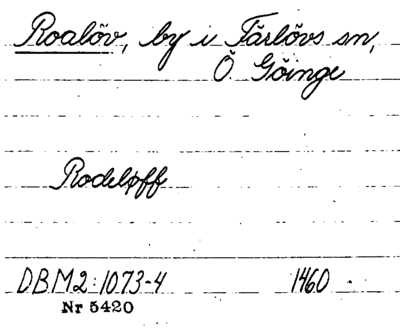 Roalöv, by i Färlövs sn,
Ö Göinge
Rodeløff
DBM2:1073-4 1460
Nr 5420